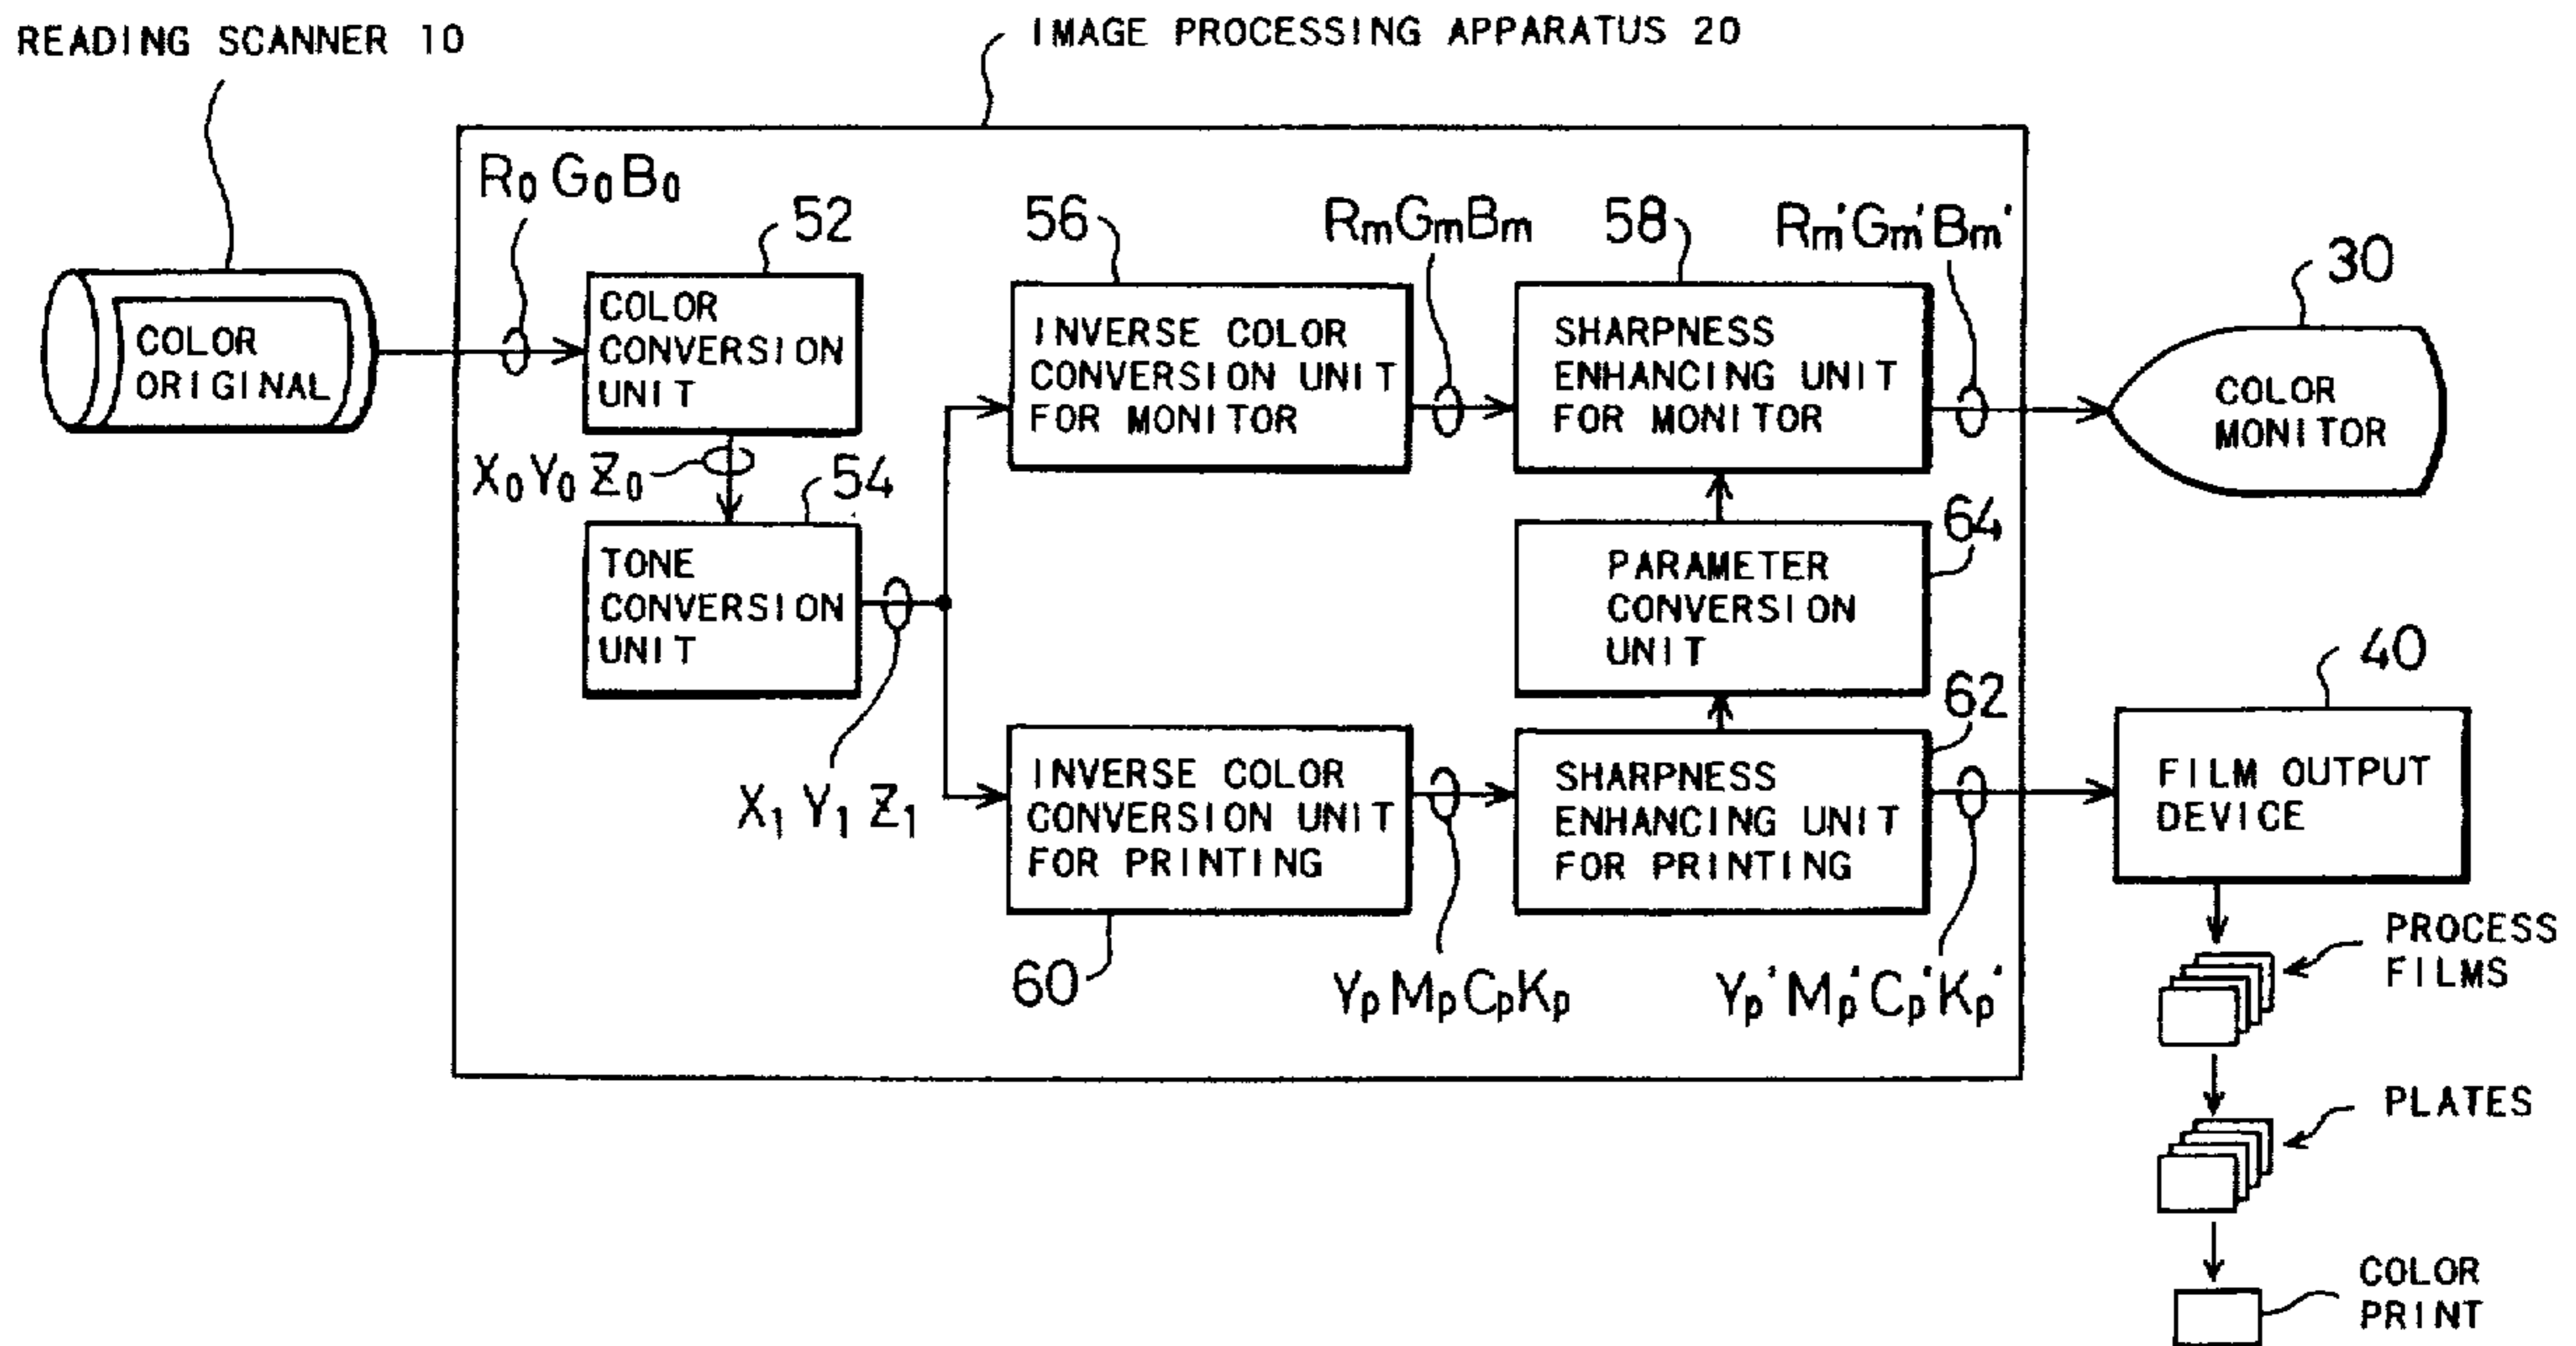 READING SCANNER 10
IMAGE PROCESSING APPARATUS 20
R₀ G₀ B₀
52
56
RₘGₘBₘ
58
Rₘ'Gₘ'Bₘ'
30
COLOR
ORIGINAL
COLOR
CONVERSION
UNIT
INVERSE COLOR
CONVERSION UNIT
FOR MONITOR
SHARPNESS
ENHANCING UNIT
FOR MONITOR
COLOR
MONITOR
X₀ Y₀ Z₀
54
64
TONE
CONVERSION
UNIT
PARAMETER
CONVERSION
UNIT
X₁ Y₁ Z₁
62
40
INVERSE COLOR
CONVERSION UNIT
FOR PRINTING
SHARPNESS
ENHANCING UNIT
FOR PRINTING
FILM OUTPUT
DEVICE
60
YₚMₚCₚKₚ
Yₚ'Mₚ'Cₚ'Kₚ'
PROCESS
FILMS
PLATES
COLOR
PRINT